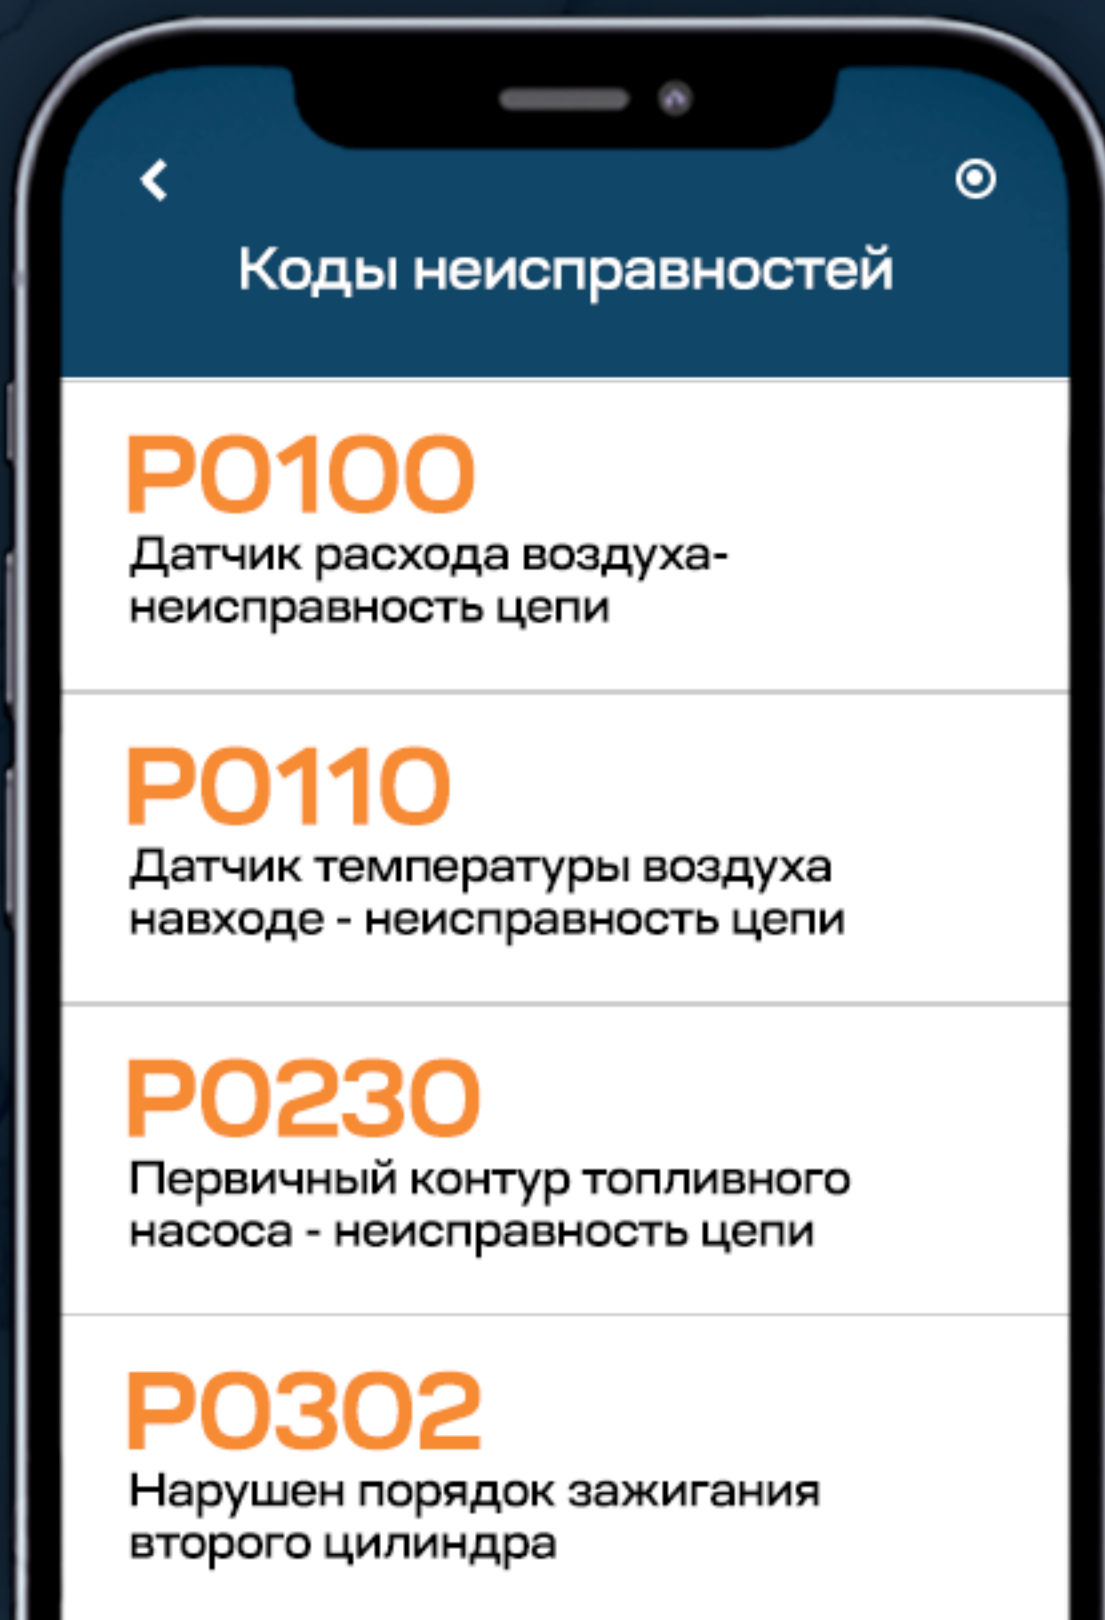 Коды неисправностей
P0100
Датчик расхода воздуха-
неисправность цепи
P0110
Датчик температуры воздуха
навходе - неисправность цепи
P0230
Первичный контур топливного
насоса - неисправность цепи
P0302
Нарушен порядок зажигания
второго цилиндра